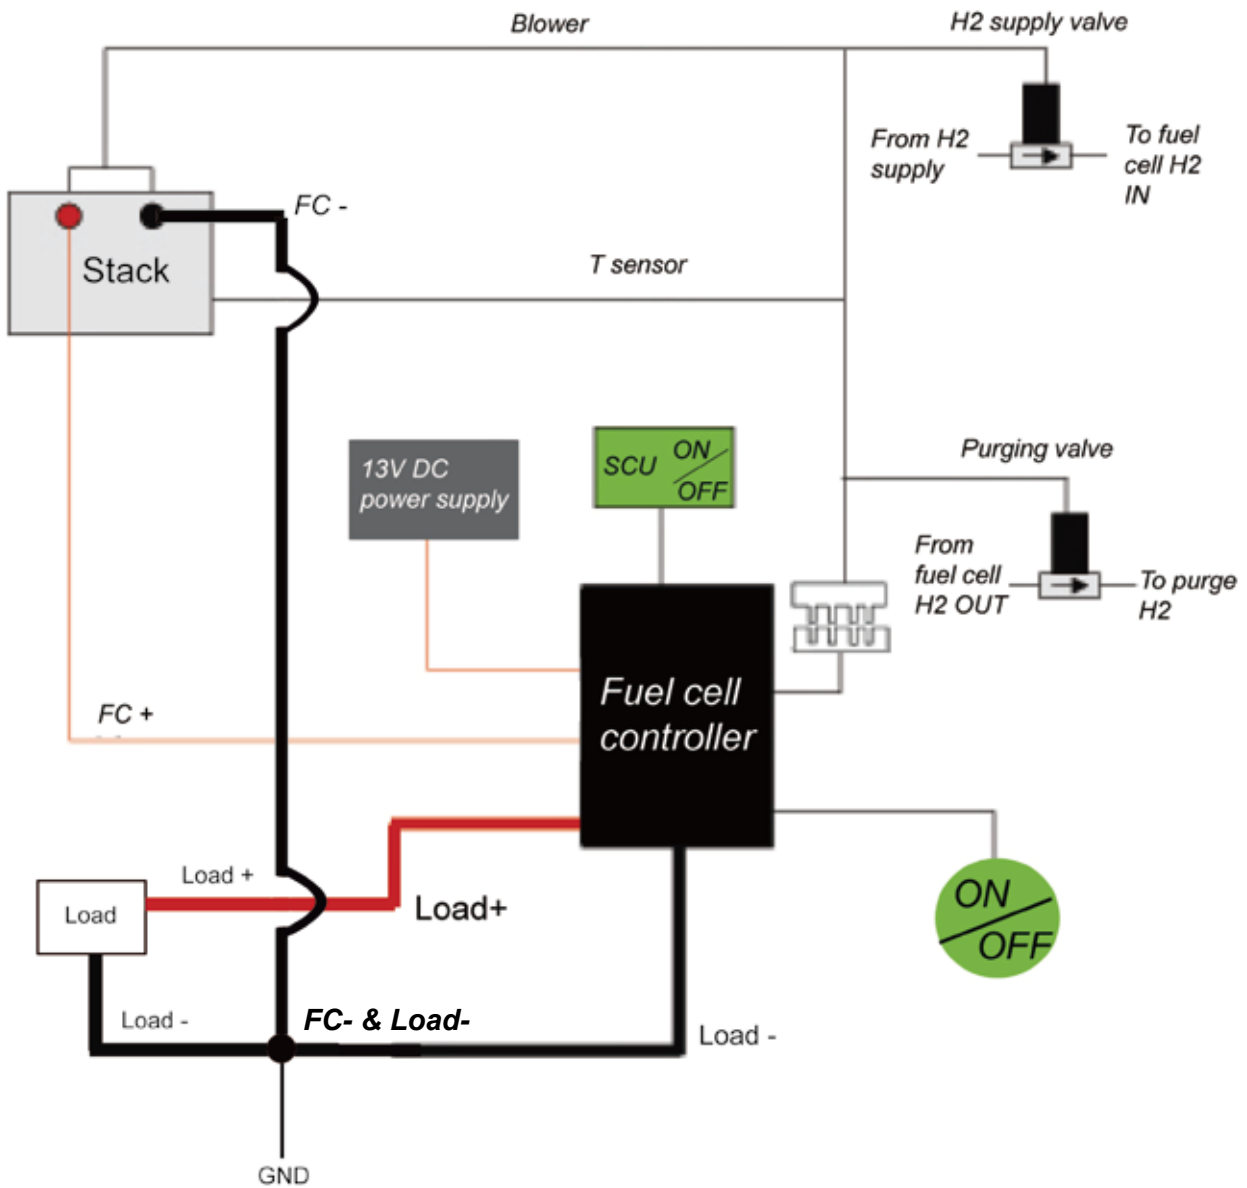 Blower
H2 supply valve
From H2
supply
To fuel
cell H2
IN
FC -
Stack
T sensor
13V DC
power supply
SCU ON
OFF
Purging valve
From
fuel cell
H2 OUT
To purge
H2
Fuel cell
controller
FC +
Load +
Load+
Load
ON
OFF
Load -
FC- & Load-
Load -
GND